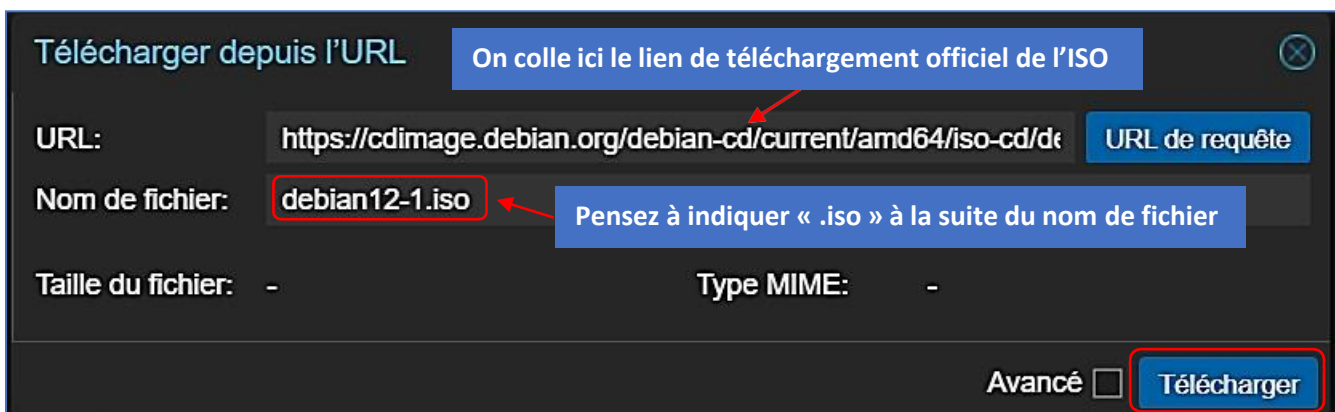 Télécharger depuis l'URL
On colle ici le lien de téléchargement officiel de l'ISO
URL:
https://cdimage.debian.org/debian-cd/current/amd64/iso-cd/de
URL de requête
Nom de fichier:
debian12-1.iso
Pensez à indiquer « .iso » à la suite du nom de fichier
Taille du fichier: -
Type MIME: -
Avancé
Télécharger